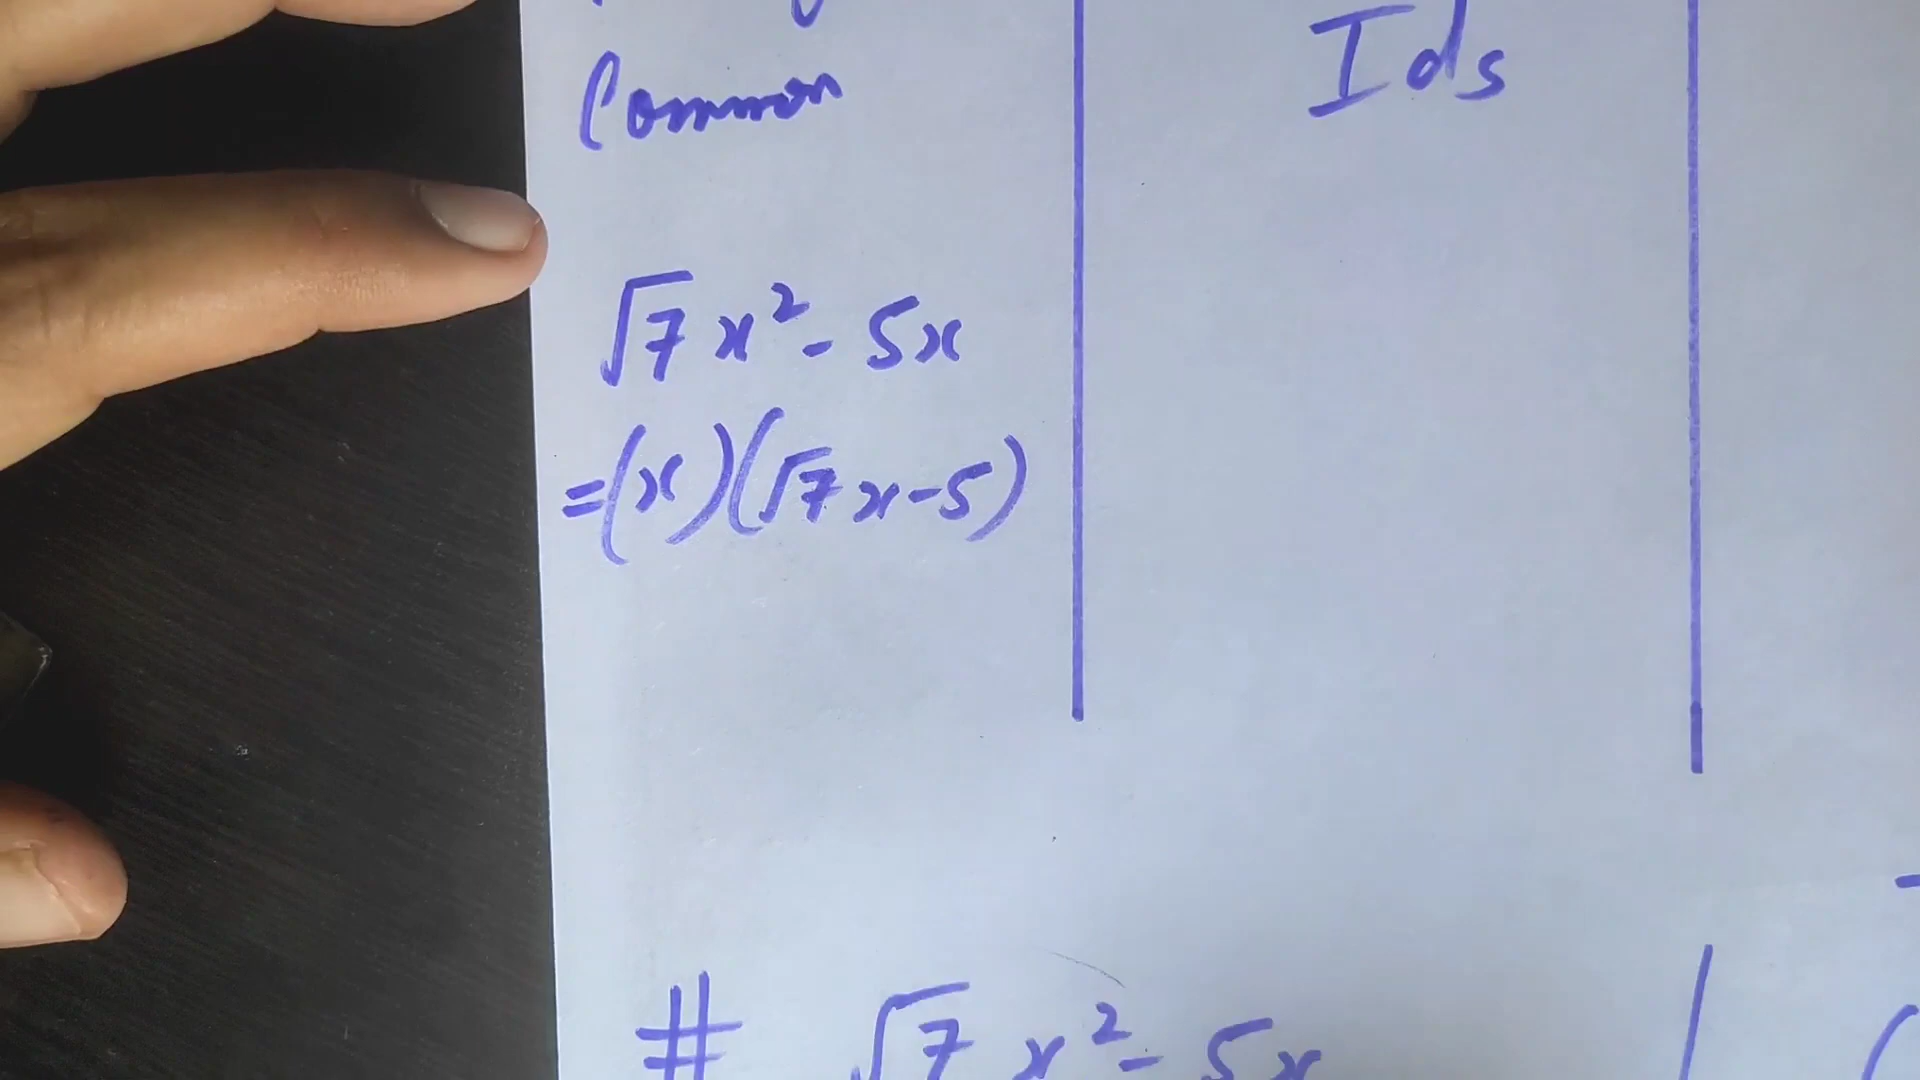 Common
Ids
√7 x² - 5x
= (x)(√7 x - 5)
# √7 x² - 5x